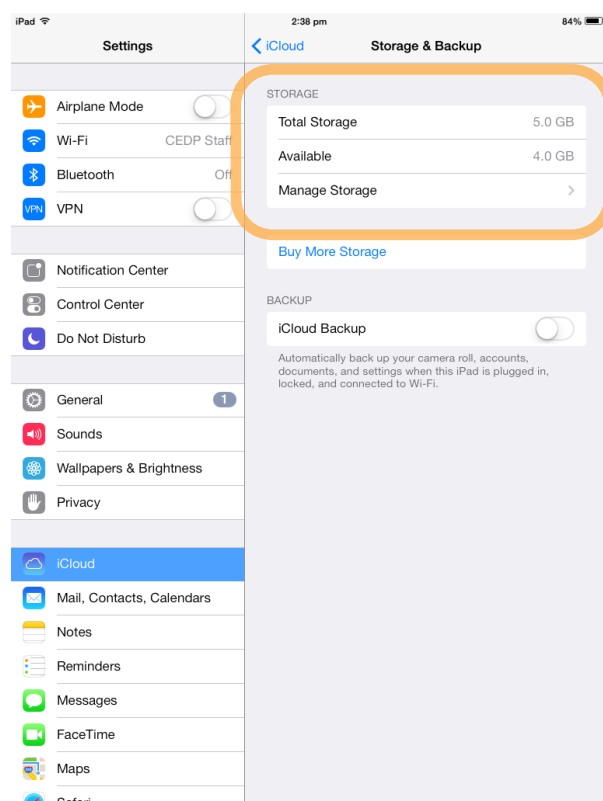 iPad 2:38 pm 84%
Settings
iCloud Storage & Backup
Airplane Mode
Wi-Fi CEDP Staff
Bluetooth Off
VPN VPN
Notification Center
Control Center
Do Not Disturb
General 1
Sounds
Wallpapers & Brightness
Privacy
iCloud
Mail, Contacts, Calendars
Notes
Reminders
Messages
FaceTime
Maps
STORAGE
Total Storage 5.0 GB
Available 4.0 GB
Manage Storage
Buy More Storage
BACKUP
iCloud Backup
Automatically back up your camera roll, accounts,
documents, and settings when this iPad is plugged in,
locked, and connected to Wi-Fi.